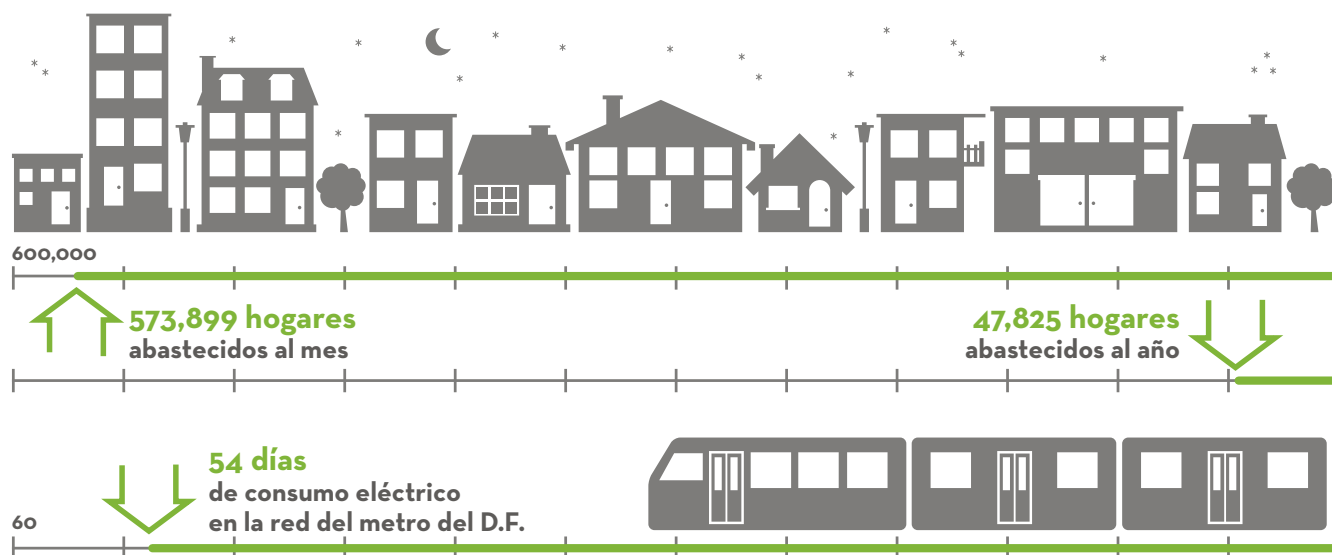 600,000
573,899 hogares
abastecidos al mes
47,825 hogares
abastecidos al año
54 días
de consumo eléctrico
en la red del metro del D.F.
60